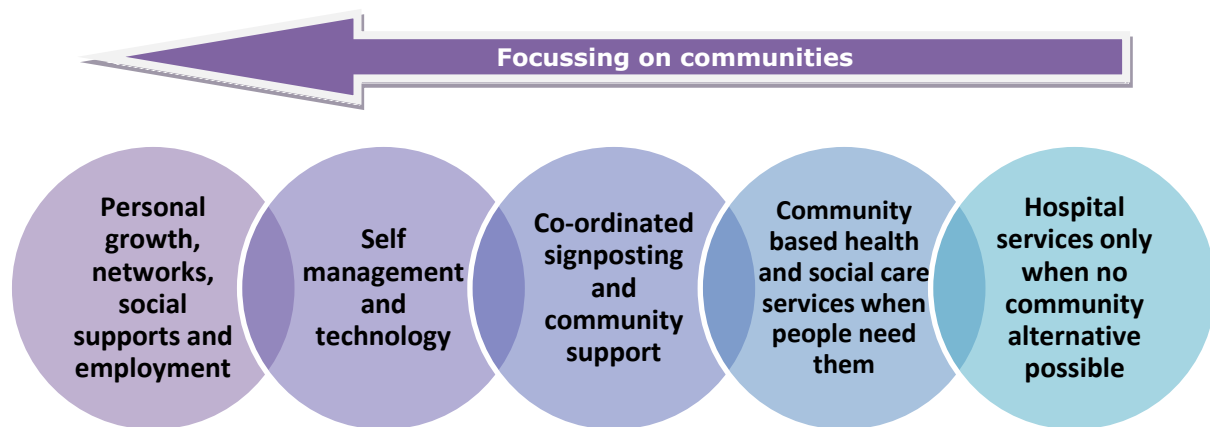 Focussing on communities
Personal
growth,
networks,
social
supports and
employment
Self
management
and
technology
Co-ordinated
signposting
and
community
support
Community
based health
and social care
services when
people need
them
Hospital
services only
when no
community
alternative
possible